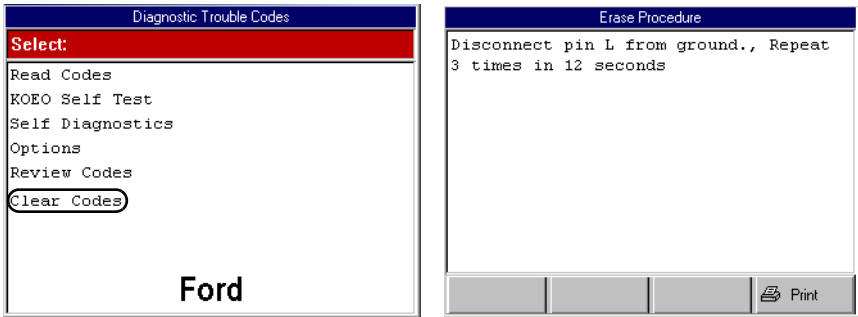 Diagnostic Trouble Codes
Select:
Read Codes
KOEO Self Test
Self Diagnostics
Options
Review Codes
Clear Codes
Ford
Erase Procedure
Disconnect pin L from ground., Repeat
3 times in 12 seconds
Print